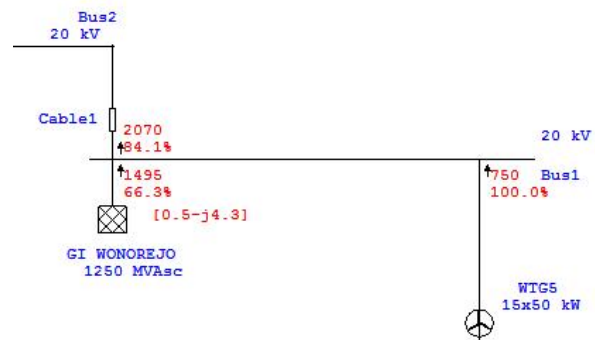 Bus2
20 kV
Cable1
2070
84.1%
20 kV
1495
66.3%
750
100.0%
Bus1
[0.5-j4.3]
GI WONOREJO
1250 MVAsc
WTG5
15x50 kW